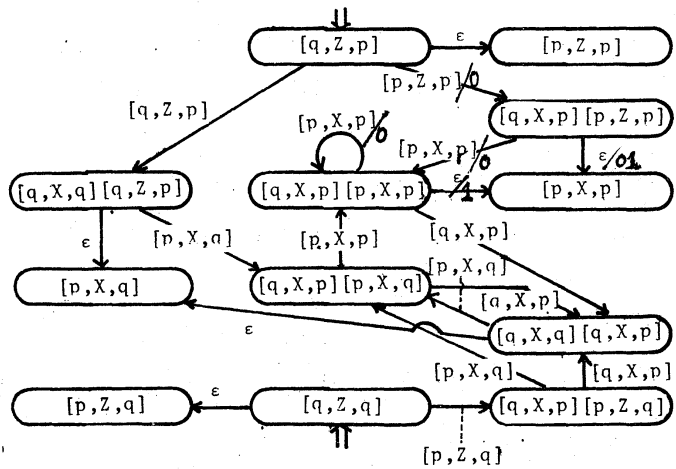 [q,Z,p] ε [p,Z,p]
[p,Z,p]/0
[q,Z,p]
[p,X,p]/0
[q,X,p][p,Z,p]
[p,X,p]/0
ε/01
[q,X,q][q,Z,p]
[q,X,p][p,X,p]
ε/1
[p,X,p]
ε
[p,X,q]
[p,X,p]
[q,X,p]
[p,X,q]
[p,X,q]
[q,X,p][p,X,q]
[q,X,p]
ε
[q,X,q][q,X,p]
[p,X,q]
[q,X,p]
[p,Z,q] ε [q,Z,q]
[q,X,p][p,Z,q]
[p,Z,q]